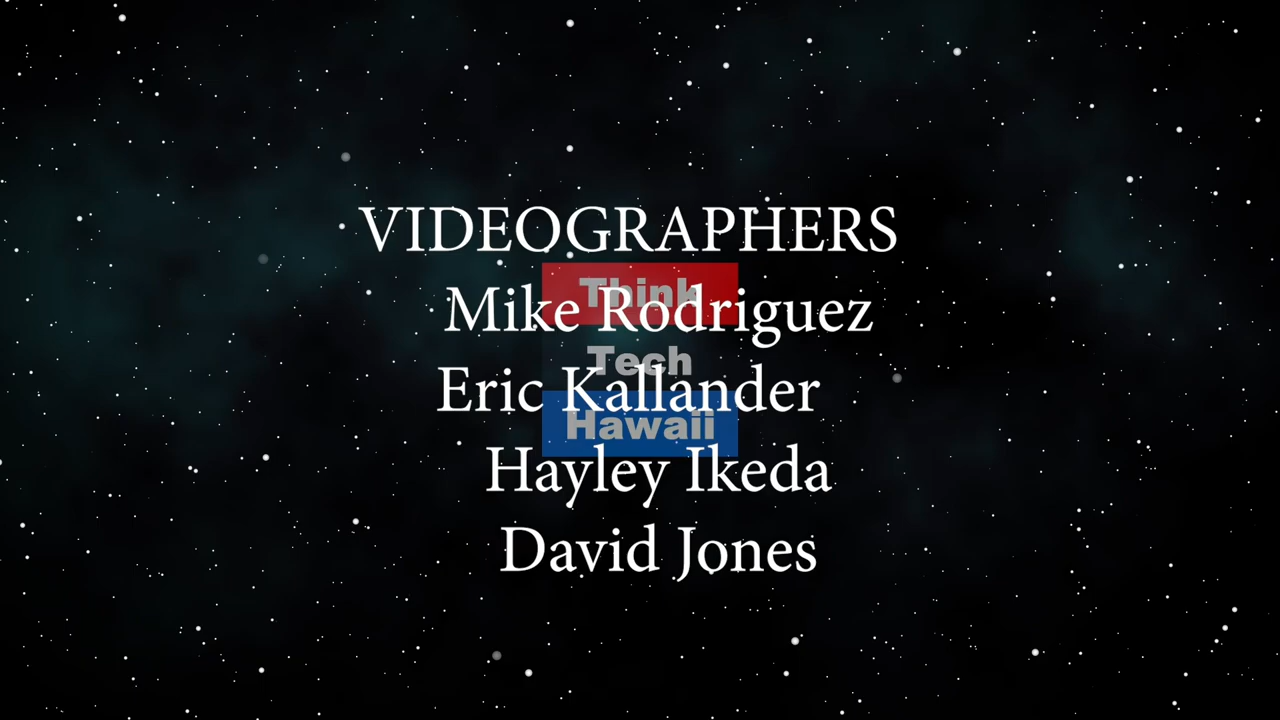 VIDEOGRAPHERS
Think
Mike Rodriguez
Tech
Eric Kallander
Hawaii
Hayley Ikeda
David Jones